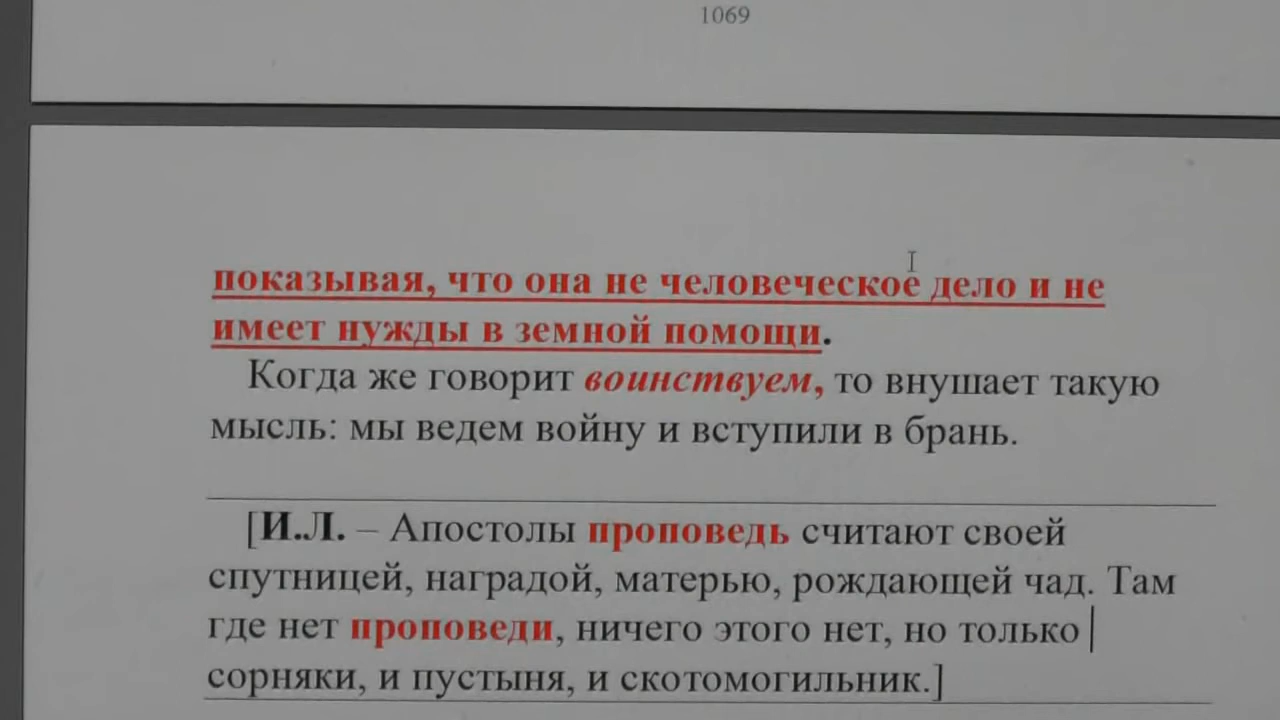 1069
показывая, что она не человеческое дело и не
имеет нужды в земной помощи.
Когда же говорит воинствуем, то внушает такую
мысль: мы ведем войну и вступили в брань.
[И.Л. – Апостолы проповедь считают своей
спутницей, наградой, матерью, рождающей чад. Там
где нет проповеди, ничего этого нет, но только
сорняки, и пустыня, и скотомогильник.]